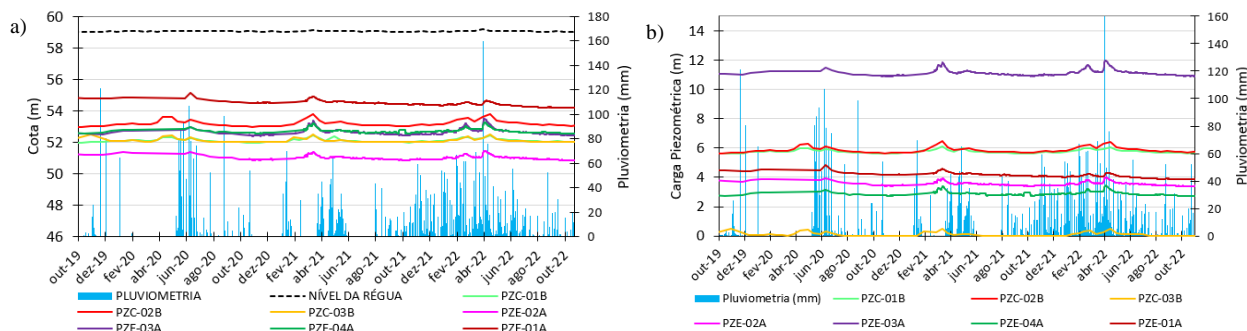 a)
60
58
56
54
52
50
48
46
Cota (m)
180
160
140
120
100
80
60
40
20
0
Pluviometria (mm)
out-19
dez-19
fev-20
abr-20
jun-20
ago-20
out-20
dez-20
fev-21
abr-21
jun-21
ago-21
out-21
dez-21
fev-22
abr-22
jun-22
ago-22
out-22
PLUVIOMETRIA
NÍVEL DA RÉGUA
PZC-01B
PZC-02B
PZC-03B
PZE-02A
PZE-03A
PZE-04A
PZE-01A
b)
14
12
10
8
6
4
2
0
Carga Piezométrica (m)
160
140
120
100
80
60
40
20
0
Pluviometria (mm)
out-19
dez-19
fev-20
abr-20
jun-20
ago-20
out-20
dez-20
fev-21
abr-21
jun-21
ago-21
out-21
dez-21
fev-22
abr-22
jun-22
ago-22
out-22
Pluviometria (mm)
PZC-01B
PZC-02B
PZC-03B
PZE-02A
PZE-03A
PZE-04A
PZE-01A